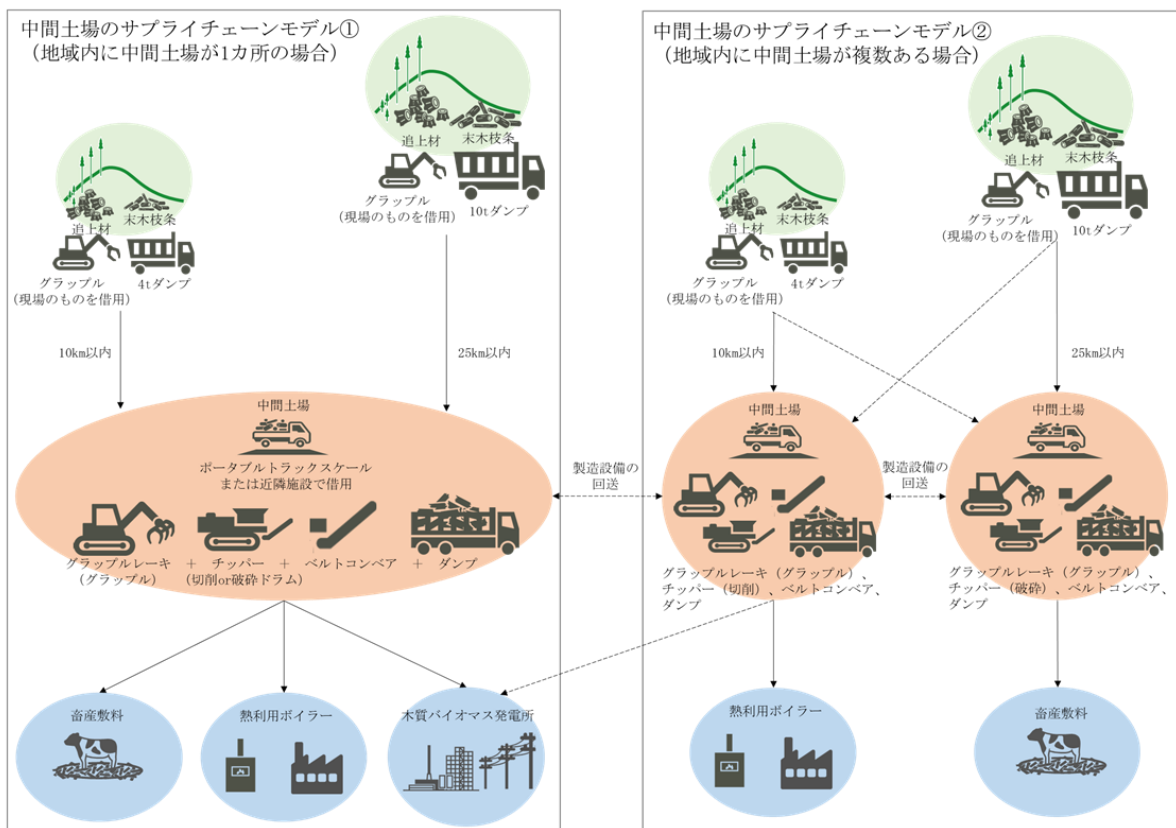 中間土場のサプライチェーンモデル①
（地域内に中間土場が1カ所の場合）
追上材
末木枝条
グラップル
（現場のものを借用）
10tダンプ
追上材
末木枝条
グラップル
（現場のものを借用）
4tダンプ
10km以内
25km以内
中間土場
ポータブルトラックスケール
または近隣施設で借用
グラップルレーキ ＋ チッパー ＋ ベルトコンベア ＋ ダンプ
（グラップル）
（切削or破砕ドラム）
畜産敷料
熱利用ボイラー
木質バイオマス発電所
製造設備の
回送
中間土場のサプライチェーンモデル②
（地域内に中間土場が複数ある場合）
追上材
末木枝条
グラップル
（現場のものを借用）
10tダンプ
追上材
末木枝条
グラップル
（現場のものを借用）
4tダンプ
10km以内
25km以内
中間土場
グラップルレーキ（グラップル）、
チッパー（切削）、ベルトコンベア、
ダンプ
製造設備の
回送
中間土場
グラップルレーキ（グラップル）、
チッパー（破砕）、ベルトコンベア、
ダンプ
熱利用ボイラー
畜産敷料